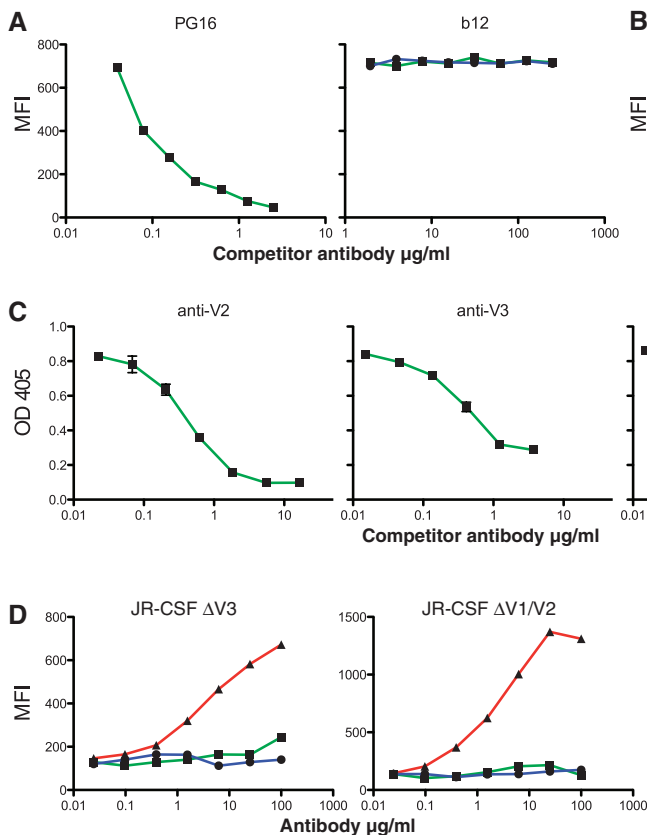 A
PG16
b12
B
MFI
800
600
400
200
0
0.01
0.1
1
10
1
10
100
1000
MFI
Competitor antibody µg/ml
C
anti-V2
anti-V3
OD 405
1.0
0.8
0.6
0.4
0.2
0.0
0.01
0.1
1
10
0.01
0.1
1
10
0.01
Competitor antibody µg/ml
D
JR-CSF ΔV3
JR-CSF ΔV1/V2
MFI
800
600
400
200
0
0.01
0.1
1
10
100
1000
1500
1000
500
0
0.01
0.1
1
10
100
1000
Antibody µg/ml